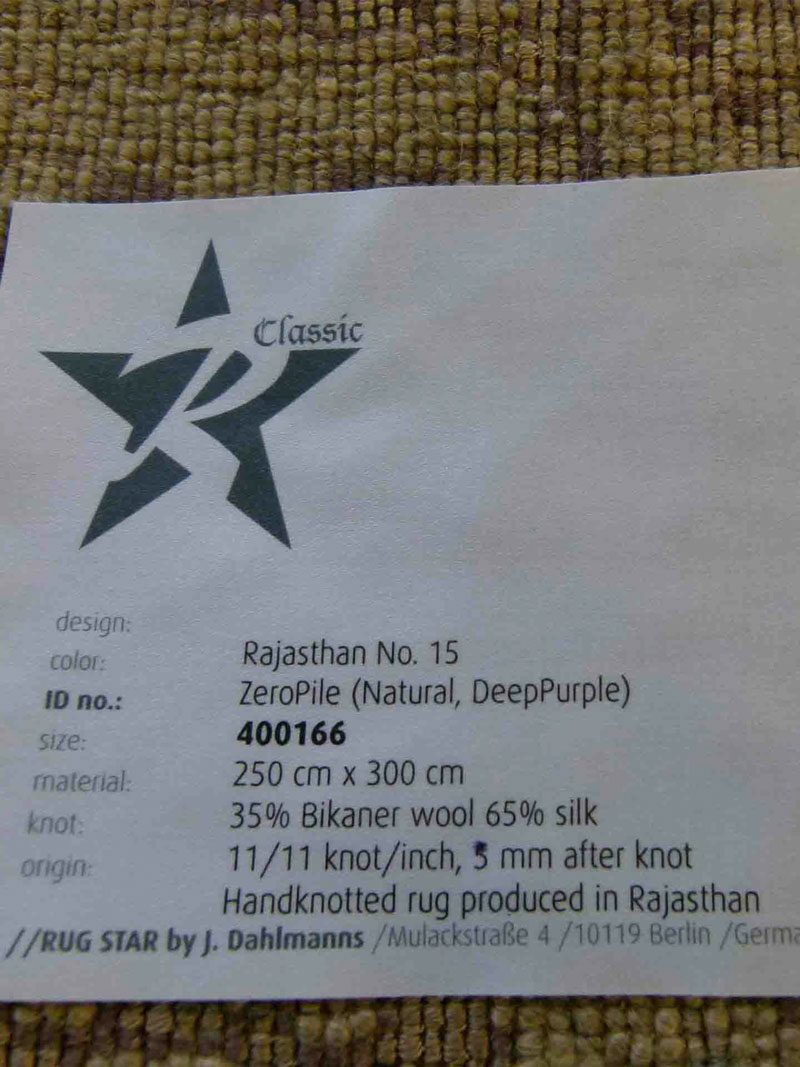 Classic
design: Rajasthan No. 15
color: ZeroPile (Natural, DeepPurple)
ID no.: 400166
size: 250 cm x 300 cm
material: 35% Bikaner wool 65% silk
knot: 11/11 knot/inch, 5 mm after knot
origin: Handknotted rug produced in Rajasthan
//RUG STAR by J. Dahlmanns /Mulackstraße 4 /10119 Berlin /Germa